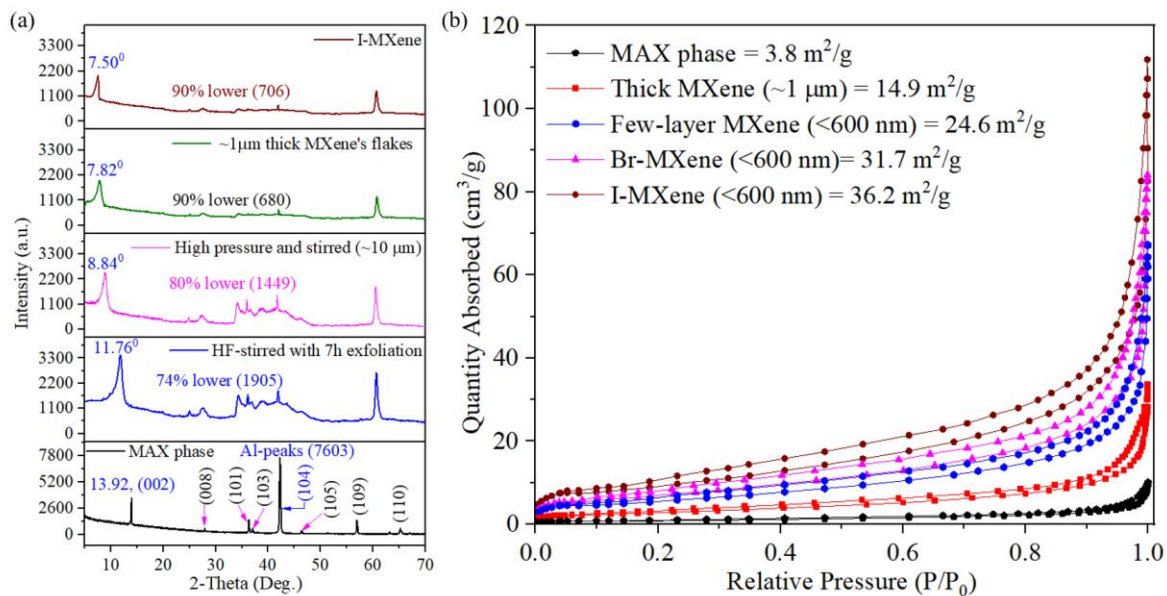 (a)
Intensity (a.u.)
3300
2200
1100
0
I-MXene
7.50⁰
90% lower (706)
3300
2200
1100
0
~1μm thick MXene's flakes
7.82⁰
90% lower (680)
3300
2200
1100
0
High pressure and stirred (~10 μm)
8.84⁰
80% lower (1449)
3300
2200
1100
0
HF-stirred with 7h exfoliation
11.76⁰
74% lower (1905)
7800
5200
2600
0
MAX phase
Al-peaks (7603)
13.92, (002)
(008)
(101)
(103)
(104)
(105)
(109)
(110)
10 20 30 40 50 60 70
2-Theta (Deg.)
(b)
Quantity Absorbed (cm³/g)
120
100
80
60
40
20
0
MAX phase = 3.8 m²/g
Thick MXene (~1 μm) = 14.9 m²/g
Few-layer MXene (<600 nm) = 24.6 m²/g
Br-MXene (<600 nm)= 31.7 m²/g
I-MXene (<600 nm) = 36.2 m²/g
0.0 0.2 0.4 0.6 0.8 1.0
Relative Pressure (P/P₀)